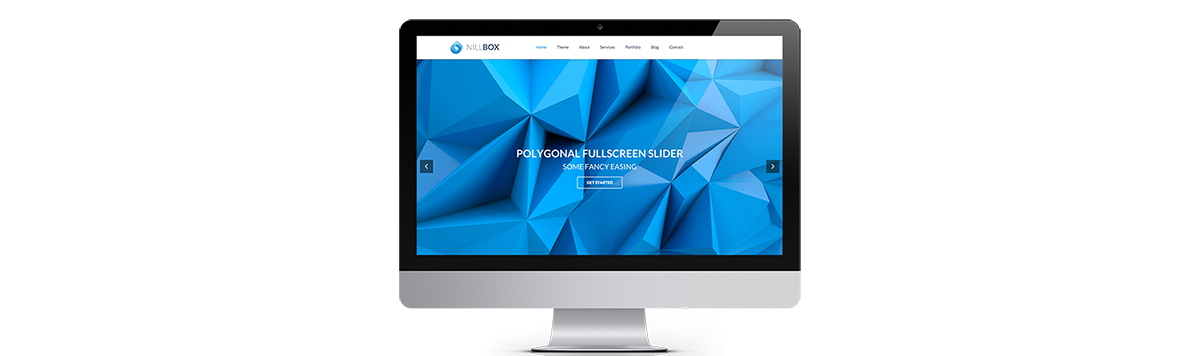 NILLBOX
Home Theme About Services Portfolio Blog Contact
POLYGONAL FULLSCREEN SLIDER
SOME FANCY EASING
GET STARTED